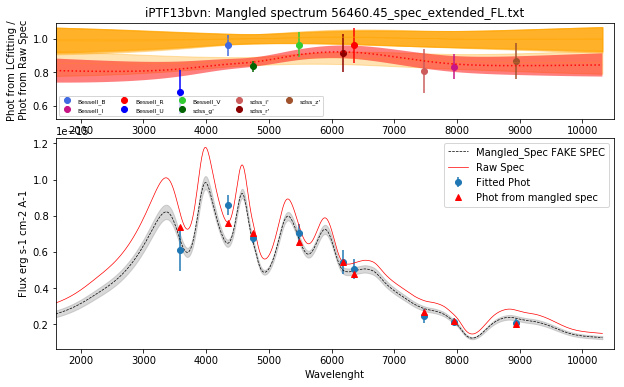 iPTF13bvn: Mangled spectrum 56460.45_spec_extended_FL.txt
Phot from LCfitting /
Phot from Raw Spec
1.0
0.8
0.6
Bessell_B
Bessell_R
Bessell_V
sdss_i'
sdss_z'
Bessell_I
Bessell_U
sdss_g'
sdss_r'
2000 3000 4000 5000 6000 7000 8000 9000 10000
1e−15
Flux erg s-1 cm-2 A-1
1.2
1.0
0.8
0.6
0.4
0.2
Mangled_Spec FAKE SPEC
Raw Spec
Fitted Phot
Phot from mangled spec
2000 3000 4000 5000 6000 7000 8000 9000 10000
Wavelenght